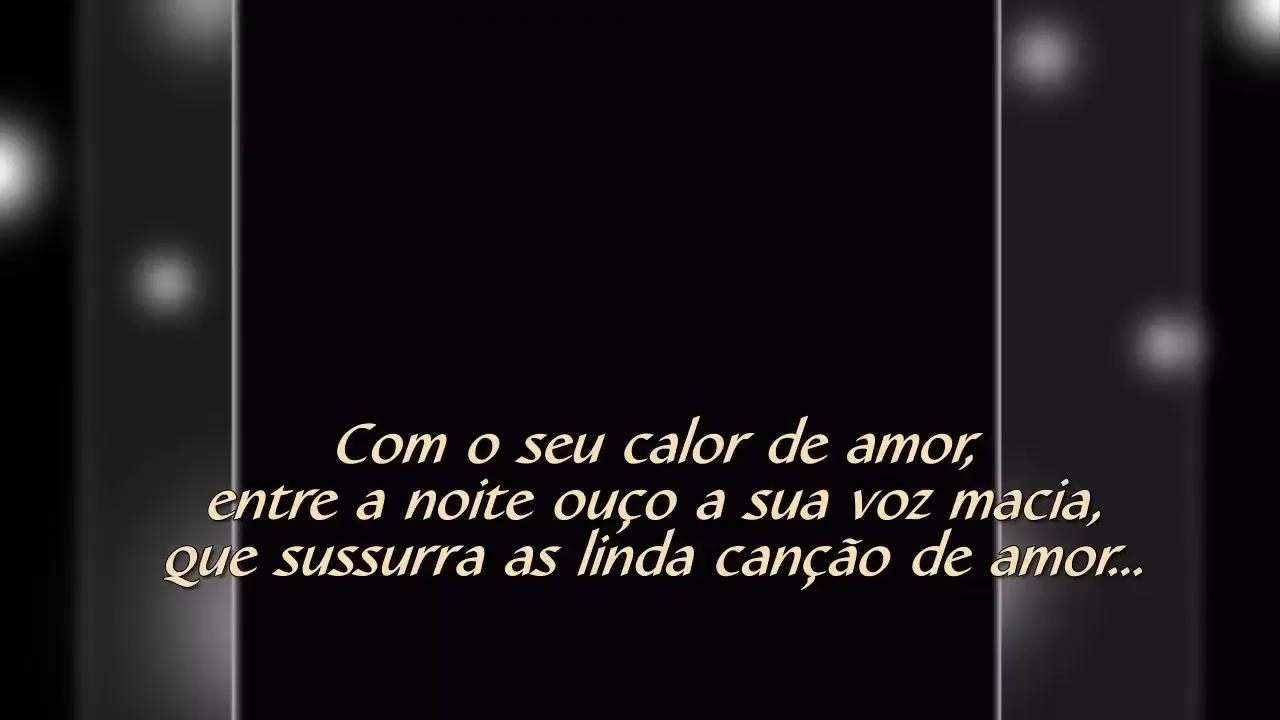 Com o seu calor de amor,
entre a noite ouço a sua voz macia,
que sussurra as linda canção de amor...